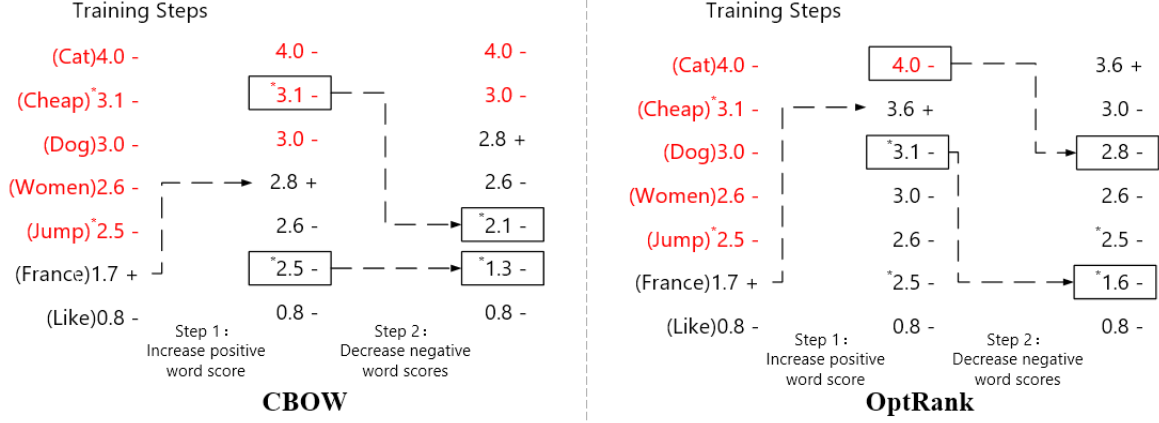 Training Steps
(Cat)4.0 -
(Cheap)*3.1 -
(Dog)3.0 -
(Women)2.6 -
(Jump)*2.5 -
(France)1.7 +
(Like)0.8 -
4.0 -
*3.1 -
3.0 -
2.8 +
2.6 -
*2.5 -
0.8 -
4.0 -
3.0 -
2.8 +
2.6 -
*2.1 -
*1.3 -
0.8 -
Step 1:
Increase positive
word score
Step 2:
Decrease negative
word scores
CBOW
Training Steps
(Cat)4.0 -
(Cheap)*3.1 -
(Dog)3.0 -
(Women)2.6 -
(Jump)*2.5 -
(France)1.7 +
(Like)0.8 -
4.0 -
3.6 +
*3.1 -
3.0 -
2.6 -
*2.5 -
0.8 -
3.6 +
3.0 -
2.8 -
2.6 -
*2.5 -
*1.6 -
0.8 -
Step 1:
Increase positive
word score
Step 2:
Decrease negative
word scores
OptRank